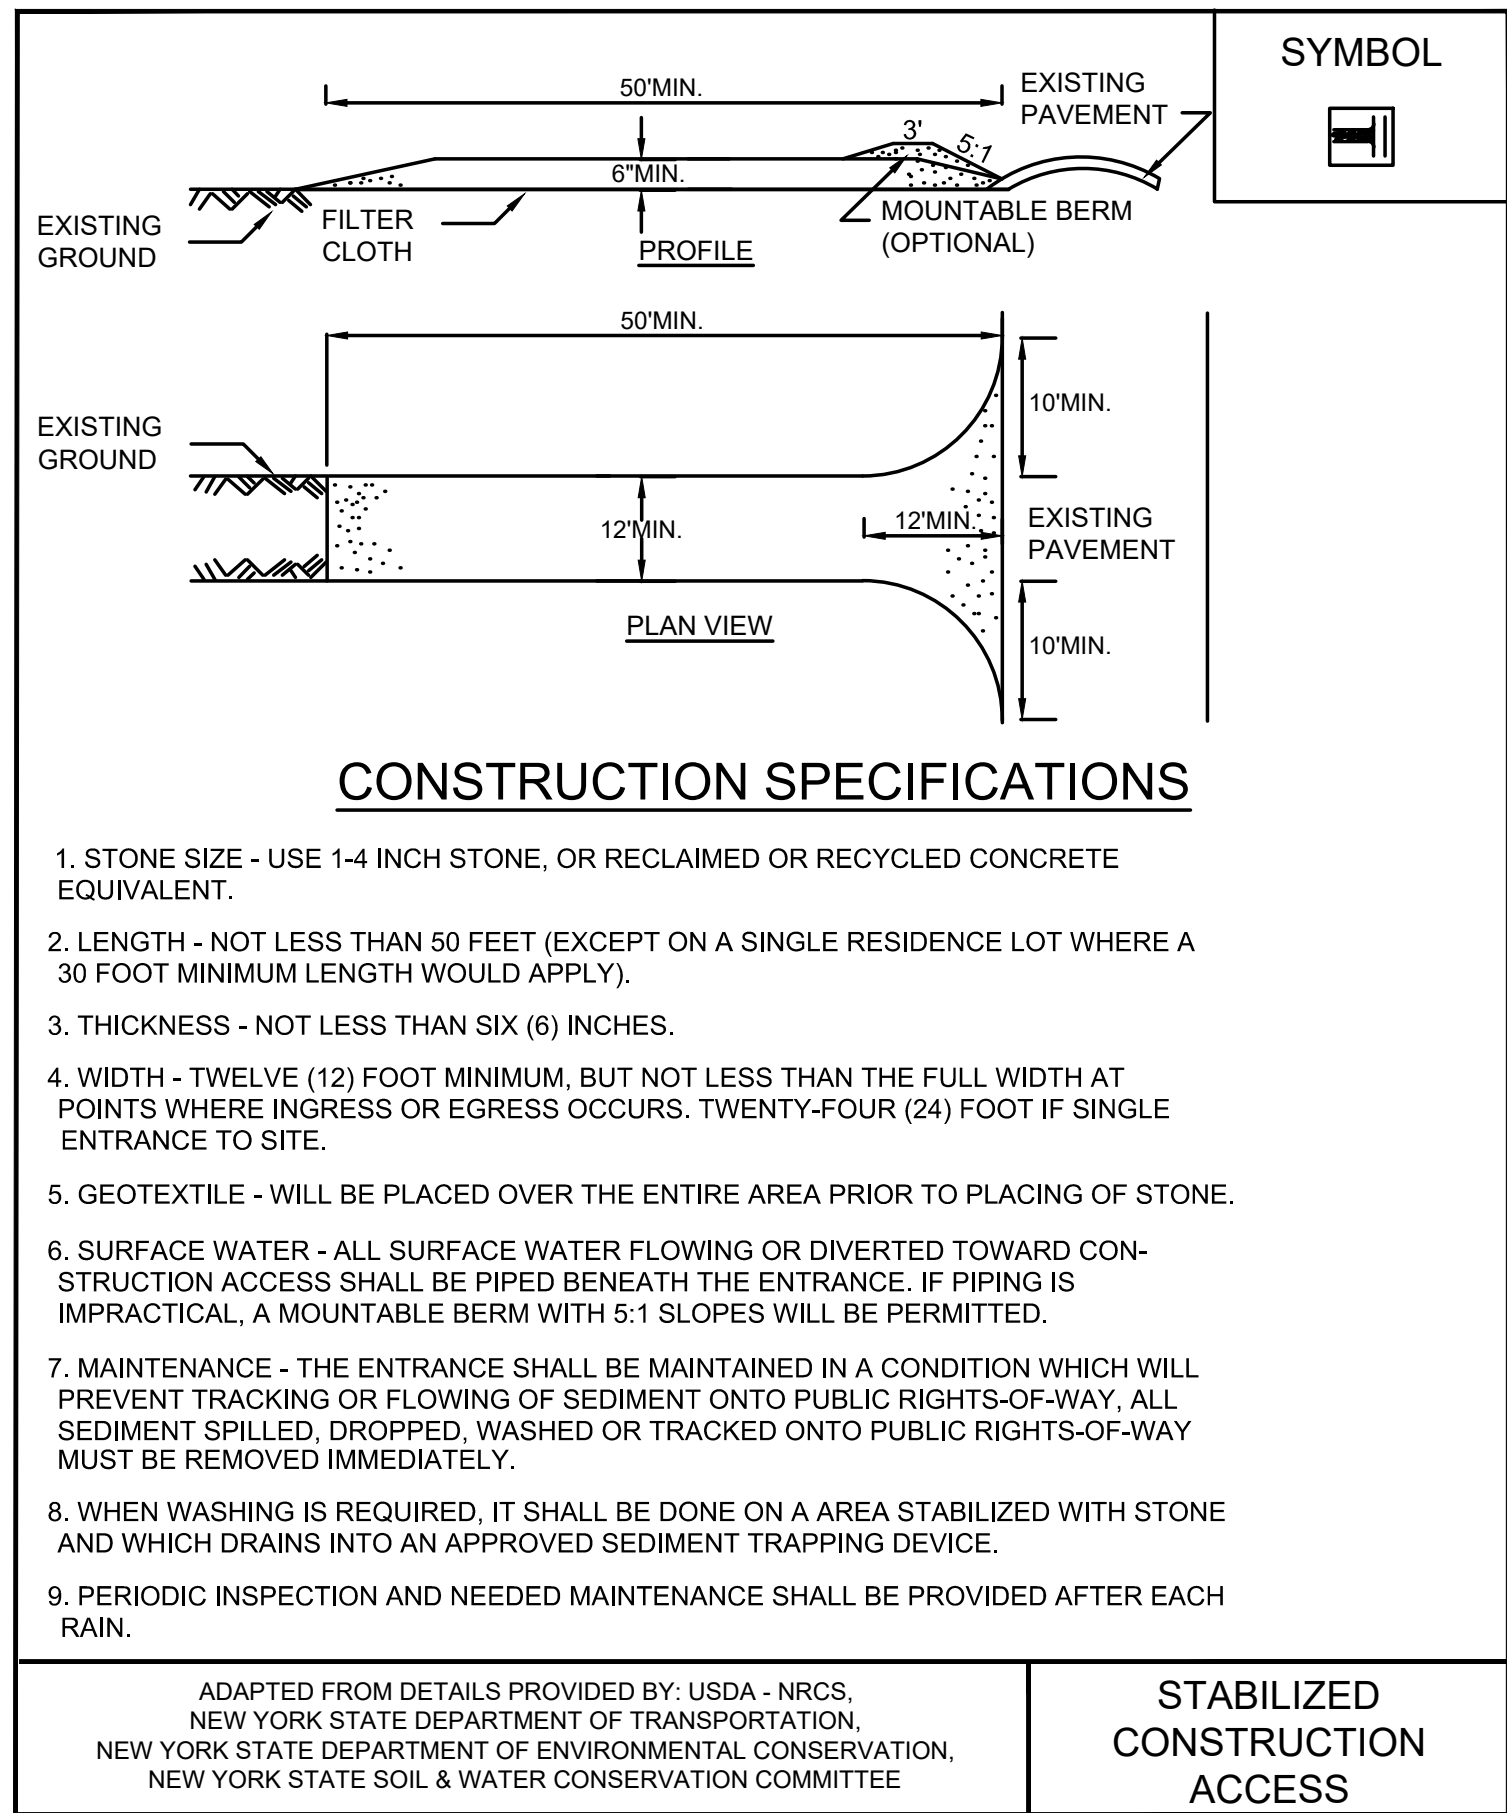 SYMBOL
50'MIN.
EXISTING
PAVEMENT
3'
5:1
6"MIN.
EXISTING
GROUND
FILTER
CLOTH
PROFILE
MOUNTABLE BERM
(OPTIONAL)
50'MIN.
10'MIN.
EXISTING
GROUND
12'MIN.
12'MIN.
EXISTING
PAVEMENT
PLAN VIEW
10'MIN.
CONSTRUCTION SPECIFICATIONS
1. STONE SIZE - USE 1-4 INCH STONE, OR RECLAIMED OR RECYCLED CONCRETE
EQUIVALENT.
2. LENGTH - NOT LESS THAN 50 FEET (EXCEPT ON A SINGLE RESIDENCE LOT WHERE A
30 FOOT MINIMUM LENGTH WOULD APPLY).
3. THICKNESS - NOT LESS THAN SIX (6) INCHES.
4. WIDTH - TWELVE (12) FOOT MINIMUM, BUT NOT LESS THAN THE FULL WIDTH AT
POINTS WHERE INGRESS OR EGRESS OCCURS. TWENTY-FOUR (24) FOOT IF SINGLE
ENTRANCE TO SITE.
5. GEOTEXTILE - WILL BE PLACED OVER THE ENTIRE AREA PRIOR TO PLACING OF STONE.
6. SURFACE WATER - ALL SURFACE WATER FLOWING OR DIVERTED TOWARD CON-
STRUCTION ACCESS SHALL BE PIPED BENEATH THE ENTRANCE. IF PIPING IS
IMPRACTICAL, A MOUNTABLE BERM WITH 5:1 SLOPES WILL BE PERMITTED.
7. MAINTENANCE - THE ENTRANCE SHALL BE MAINTAINED IN A CONDITION WHICH WILL
PREVENT TRACKING OR FLOWING OF SEDIMENT ONTO PUBLIC RIGHTS-OF-WAY, ALL
SEDIMENT SPILLED, DROPPED, WASHED OR TRACKED ONTO PUBLIC RIGHTS-OF-WAY
MUST BE REMOVED IMMEDIATELY.
8. WHEN WASHING IS REQUIRED, IT SHALL BE DONE ON A AREA STABILIZED WITH STONE
AND WHICH DRAINS INTO AN APPROVED SEDIMENT TRAPPING DEVICE.
9. PERIODIC INSPECTION AND NEEDED MAINTENANCE SHALL BE PROVIDED AFTER EACH
RAIN.
ADAPTED FROM DETAILS PROVIDED BY: USDA - NRCS,
NEW YORK STATE DEPARTMENT OF TRANSPORTATION,
NEW YORK STATE DEPARTMENT OF ENVIRONMENTAL CONSERVATION,
NEW YORK STATE SOIL & WATER CONSERVATION COMMITTEE
STABILIZED
CONSTRUCTION
ACCESS